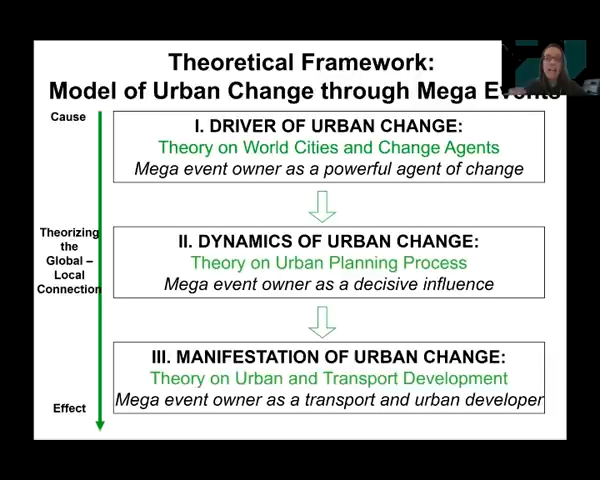 Theoretical Framework:
Model of Urban Change through Mega Events
Cause
I. DRIVER OF URBAN CHANGE:
Theory on World Cities and Change Agents
Mega event owner as a powerful agent of change
Theorizing
the
Global –
Local
Connection
II. DYNAMICS OF URBAN CHANGE:
Theory on Urban Planning Process
Mega event owner as a decisive influence
III. MANIFESTATION OF URBAN CHANGE:
Theory on Urban and Transport Development
Mega event owner as a transport and urban developer
Effect